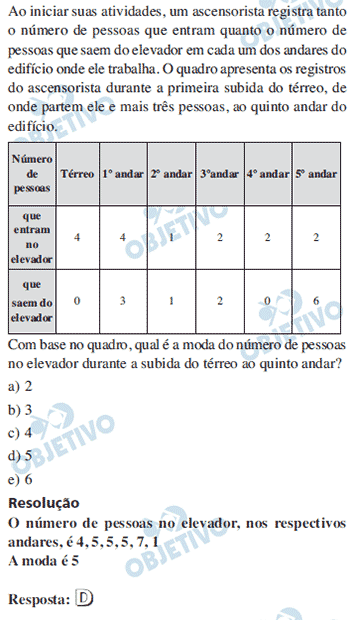 Ao iniciar suas atividades, um ascensorista registra tanto
o número de pessoas que entram quanto o número de
pessoas que saem do elevador em cada um dos andares do
edifício onde ele trabalha. O quadro apresenta os registros
do ascensorista durante a primeira subida do térreo, de
onde partem ele e mais três pessoas, ao quinto andar do
edifício.
Número de pessoas Térreo 1º andar 2º andar 3ºandar 4º andar 5º andar
que entram no elevador 4 4 1 2 2 2
que saem do elevador 0 3 1 2 0 6
Com base no quadro, qual é a moda do número de pessoas
no elevador durante a subida do térreo ao quinto andar?
a) 2
b) 3
c) 4
d) 5
e) 6
Resolução
O número de pessoas no elevador, nos respectivos
andares, é 4, 5, 5, 5, 7, 1
A moda é 5
Resposta: D
OBJETIVO
OBJETIVO
OBJETIVO
OBJETIVO
OBJETIVO
OBJETIVO